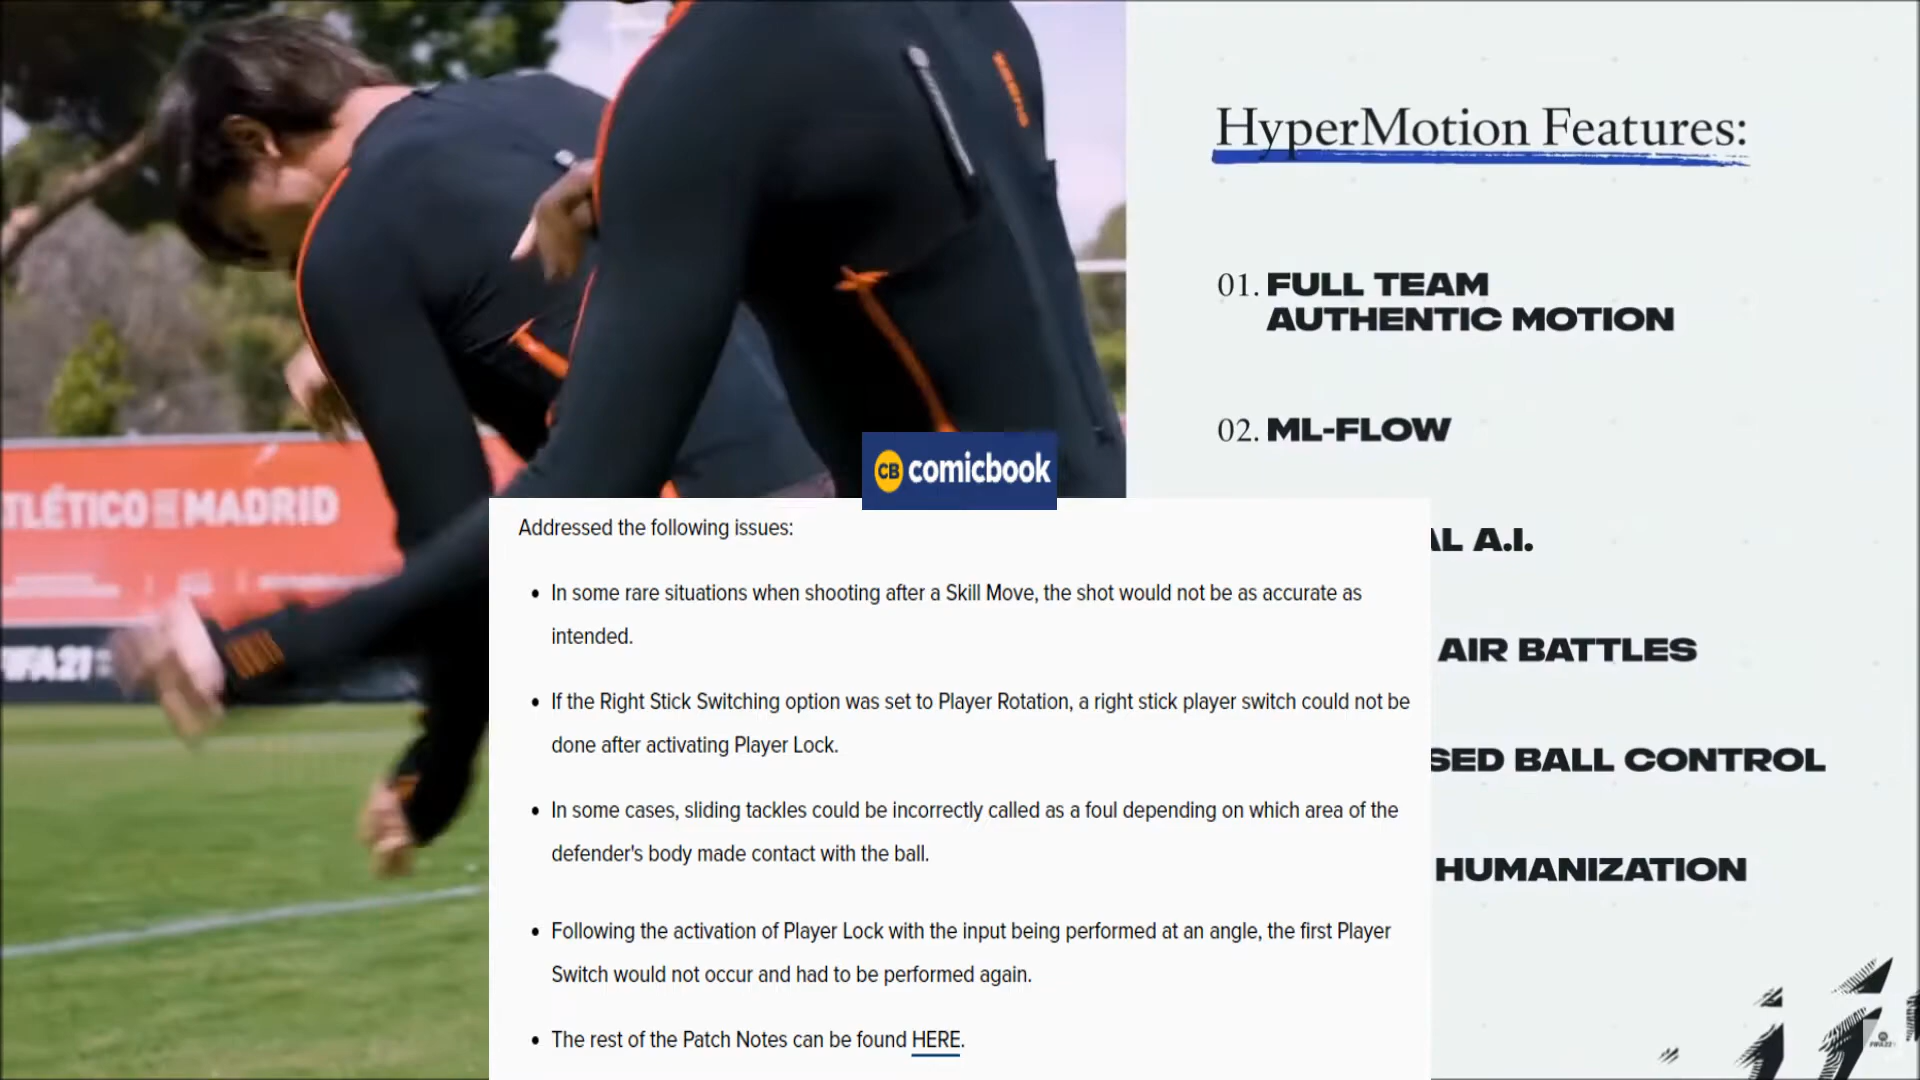 HyperMotion Features:
01. FULL TEAM
AUTHENTIC MOTION
02. ML-FLOW
AL A.I.
AIR BATTLES
SED BALL CONTROL
HUMANIZATION
TLÉTICO DE MADRID
FIFA21
CB comicbook
Addressed the following issues:
• In some rare situations when shooting after a Skill Move, the shot would not be as accurate as
intended.
• If the Right Stick Switching option was set to Player Rotation, a right stick player switch could not be
done after activating Player Lock.
• In some cases, sliding tackles could be incorrectly called as a foul depending on which area of the
defender's body made contact with the ball.
• Following the activation of Player Lock with the input being performed at an angle, the first Player
Switch would not occur and had to be performed again.
• The rest of the Patch Notes can be found HERE.